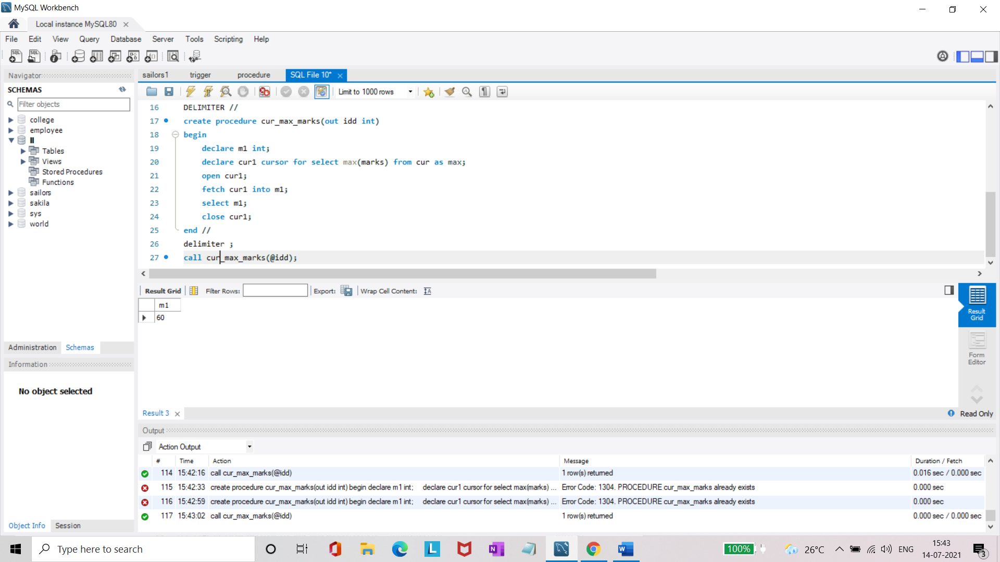 MySQL Workbench
Local instance MySQL80
File Edit View Query Database Server Tools Scripting Help
Navigator
SCHEMAS
Filter objects
college
employee
ll
Tables
Views
Stored Procedures
Functions
sailors
sakila
sys
world
Administration Schemas
Information
No object selected
Object Info Session
sailors1 trigger procedure SQL File 10*
Limit to 1000 rows
16 DELIMITER //
17 create procedure cur_max_marks(out idd int)
18 begin
19 declare m1 int;
20 declare cur1 cursor for select max(marks) from cur as max;
21 open cur1;
22 fetch cur1 into m1;
23 select m1;
24 close cur1;
25 end //
26 delimiter ;
27 call cur_max_marks(@idd);
Result Grid Filter Rows: Export: Wrap Cell Content:
m1
60
Result Grid
Form Editor
Result 3
Read Only
Output
Action Output
# Time Action Message Duration / Fetch
114 15:42:16 call cur_max_marks(@idd) 1 row(s) returned 0.016 sec / 0.000 sec
115 15:42:33 create procedure cur_max_marks(out idd int) begin declare m1 int; declare cur1 cursor for select max(marks) ... Error Code: 1304. PROCEDURE cur_max_marks already exists 0.000 sec
116 15:42:59 create procedure cur_max_marks(out idd int) begin declare m1 int; declare cur1 cursor for select max(marks) ... Error Code: 1304. PROCEDURE cur_max_marks already exists 0.000 sec
117 15:43:02 call cur_max_marks(@idd) 1 row(s) returned 0.000 sec / 0.000 sec
Type here to search
100%
26°C
ENG
15:43
14-07-2021
3